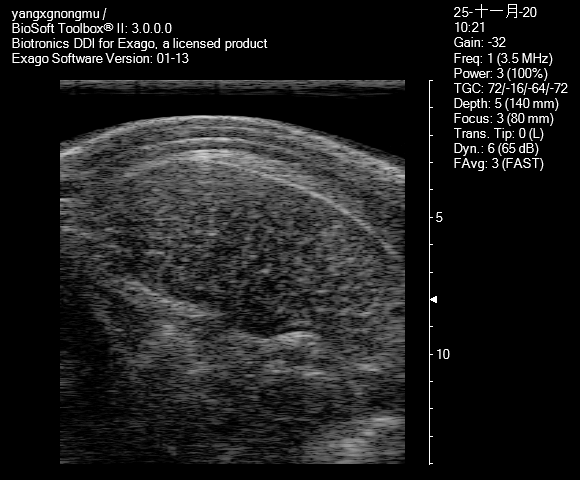 yangxgnongmu /
BioSoft Toolbox® II: 3.0.0.0
Biotronics DDI for Exago, a licensed product
Exago Software Version: 01-13
25-十一月-20
10:21
Gain: -32
Freq: 1 (3.5 MHz)
Power: 3 (100%)
TGC: 72/-16/-64/-72
Depth: 5 (140 mm)
Focus: 3 (80 mm)
Trans. Tip: 0 (L)
Dyn.: 6 (65 dB)
FAvg: 3 (FAST)
5
10